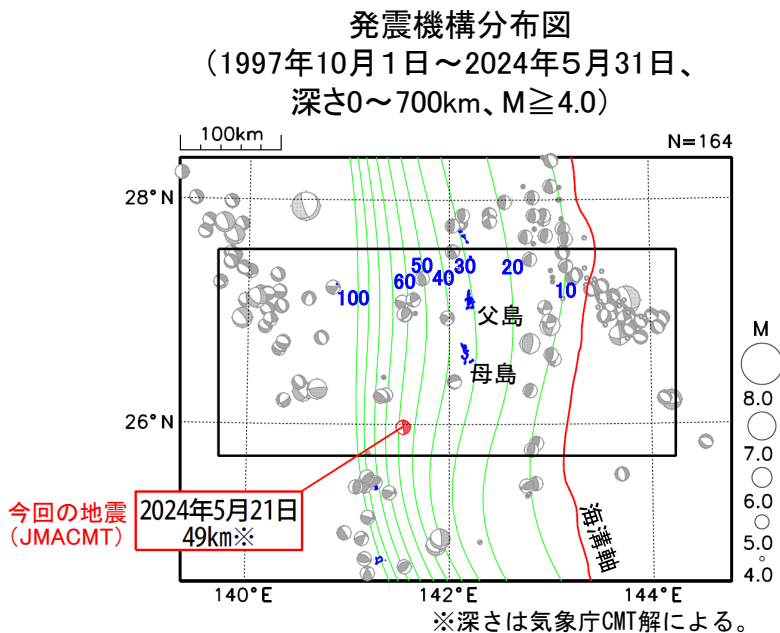 発震機構分布図
（1997年10月１日～2024年５月31日、
深さ0～700km、M≧4.0）
100km
N=164
28°N
50
30
20
60
40
10
100
父島
母島
M
8.0
7.0
6.0
5.0
4.0
26°N
今回の地震
（JMACMT）
2024年5月21日
49km※
海溝軸
140°E
142°E
144°E
※深さは気象庁CMT解による。